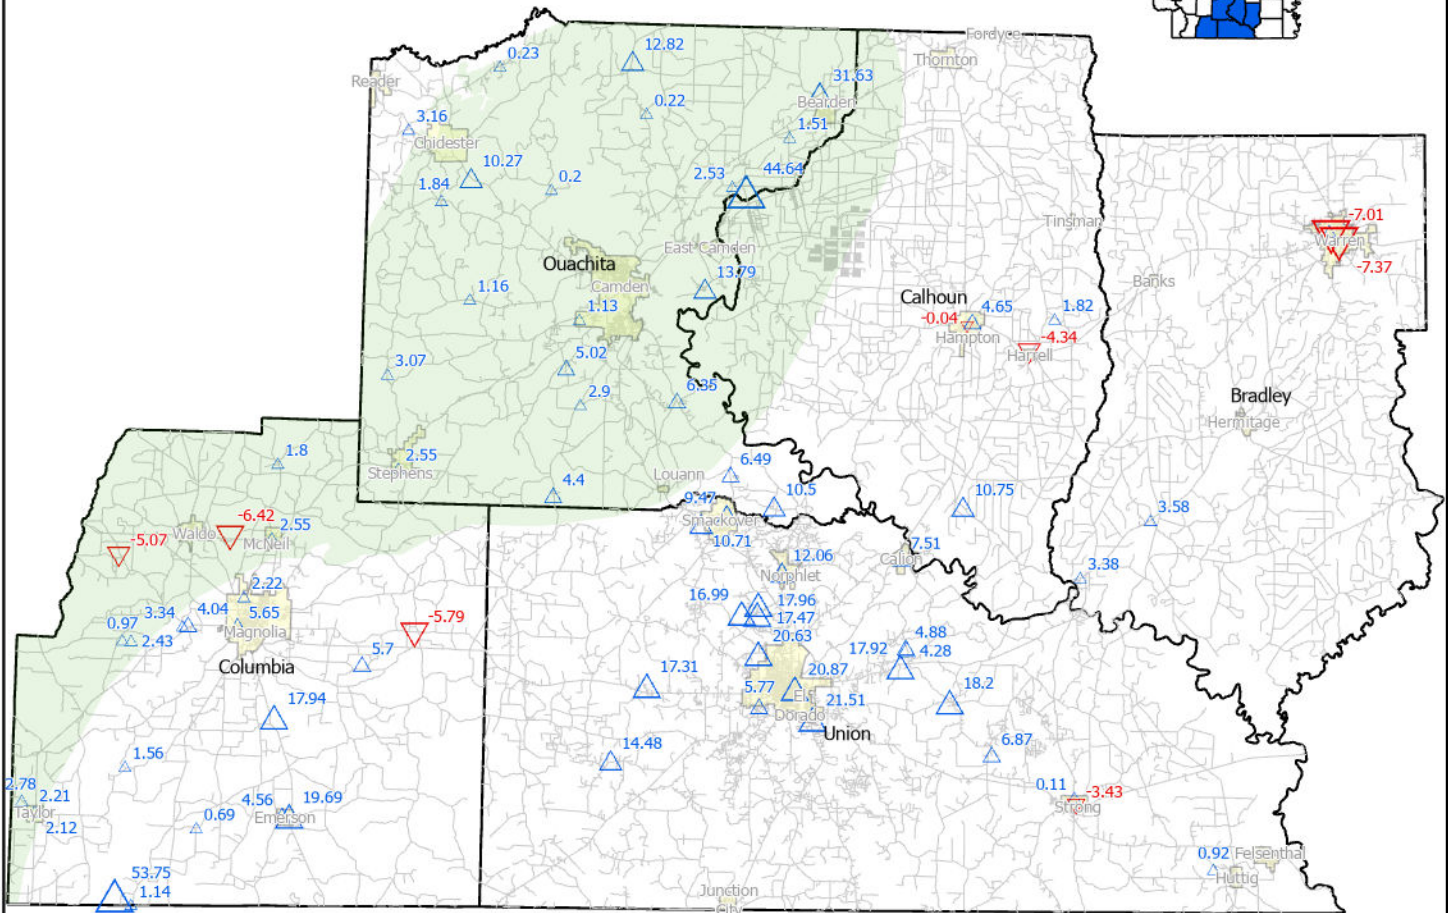 Fordyce
Thornton
0.23
12.82
Reader
31.63
Bearden
0.22
3.16
1.51
Chidester
10.27
2.53
44.64
1.84
0.2
-7.01
Tinsman
Warren
East Camden
-7.37
Ouachita
13.79
Banks
Camden
1.16
Calhoun
1.13
-0.04
4.65
1.82
Hampton
-4.34
Harrell
5.02
3.07
2.9
6.35
Bradley
Hermitage
1.8
2.55
Stephens
Louann
6.49
4.4
9.47
10.5
10.75
3.58
-6.42
Smackover
-5.07
Waldo
2.55
McNeil
10.71
7.51
Calion
12.06
Norphlet
3.38
2.22
16.99
17.96
3.34
4.04
5.65
17.47
0.97
2.43
Magnolia
-5.79
20.63
4.88
17.92
4.28
5.7
Columbia
17.31
20.87
5.77
El
Dorado
21.51
18.2
17.94
Union
14.48
6.87
1.56
2.78
2.21
0.11
-3.43
Strong
Taylor
4.56
19.69
Emerson
0.69
2.12
0.92
Felsenthal
Huttig
53.75
1.14
Junction
City